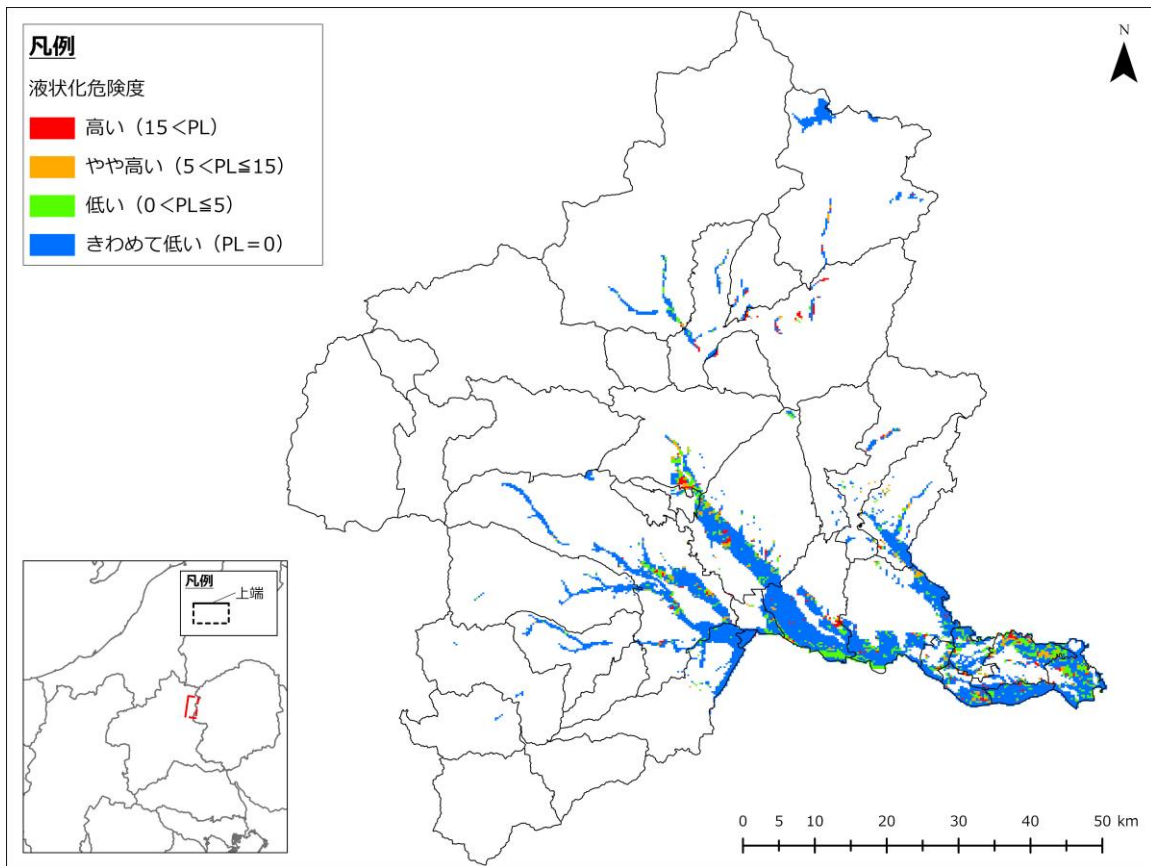 凡例
液状化危険度
高い（15＜PL）
やや高い（5＜PL≦15）
低い（0＜PL≦5）
きわめて低い（PL＝0）
N
凡例
上端
0 5 10 20 30 40 50 km